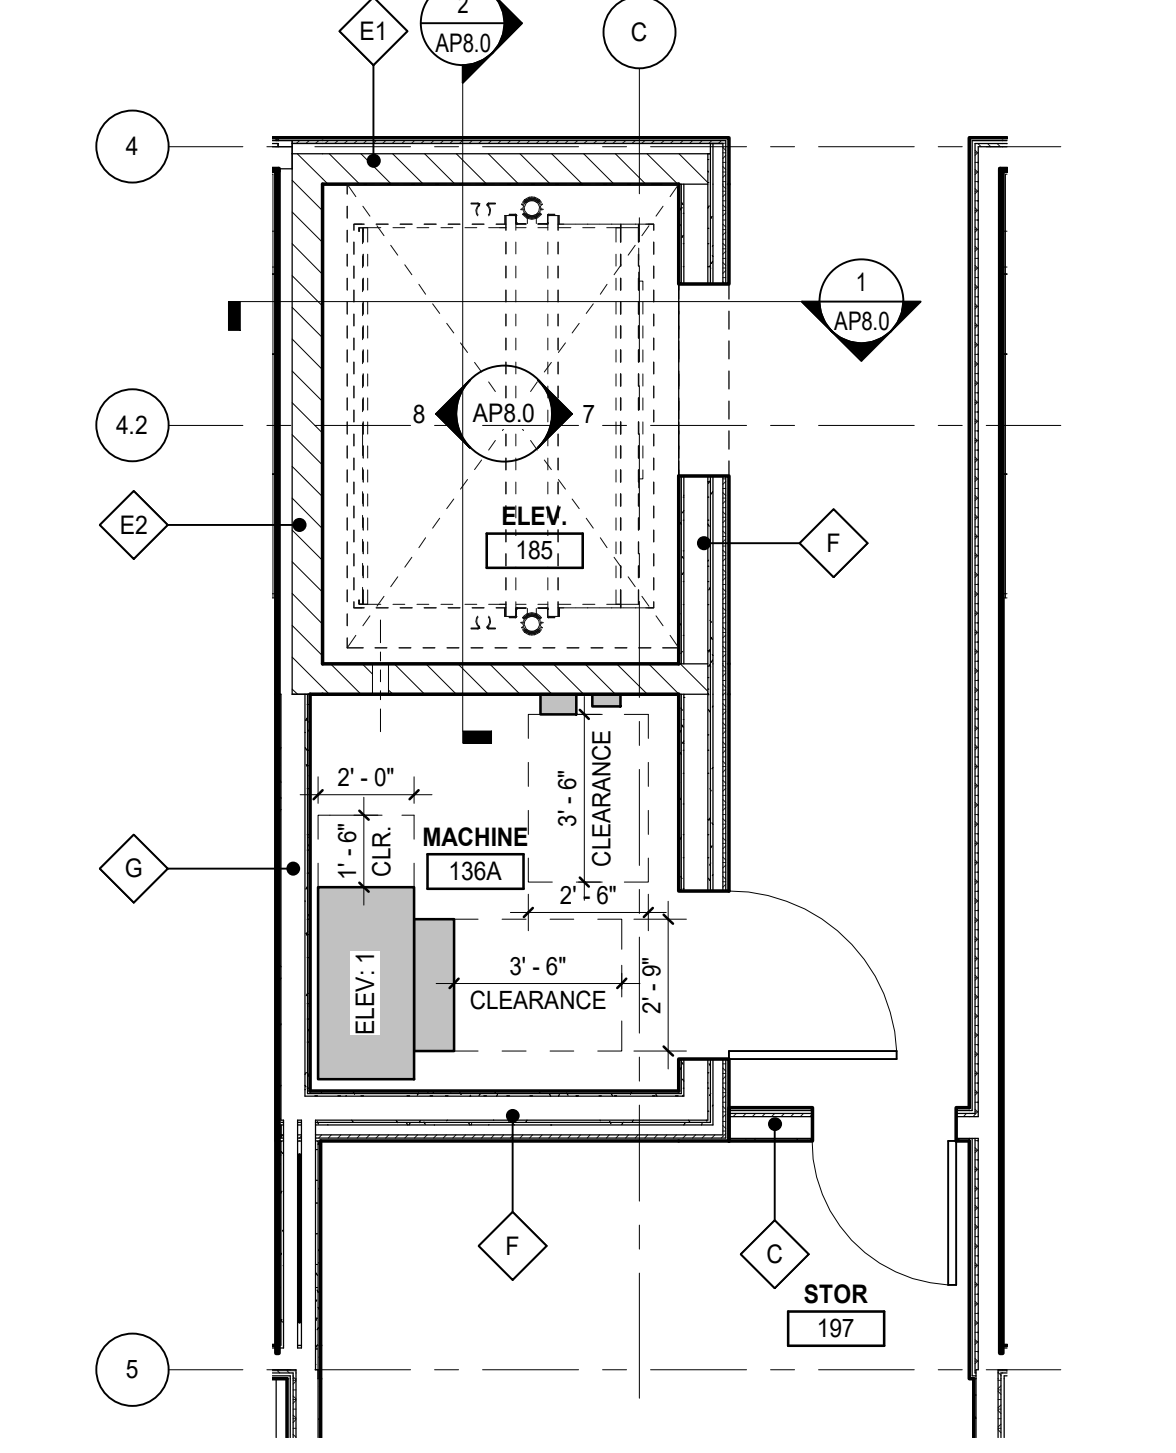 E1
2
AP8.0
C
4
1
AP8.0
4.2
8
AP8.0
7
E2
ELEV.
185
F
3' - 6"
CLEARANCE
2' - 0"
1' - 6"
CLR.
MACHINE
136A
G
2' - 6"
ELEV: 1
3' - 6"
CLEARANCE
2' - 9"
F
C
STOR
197
5